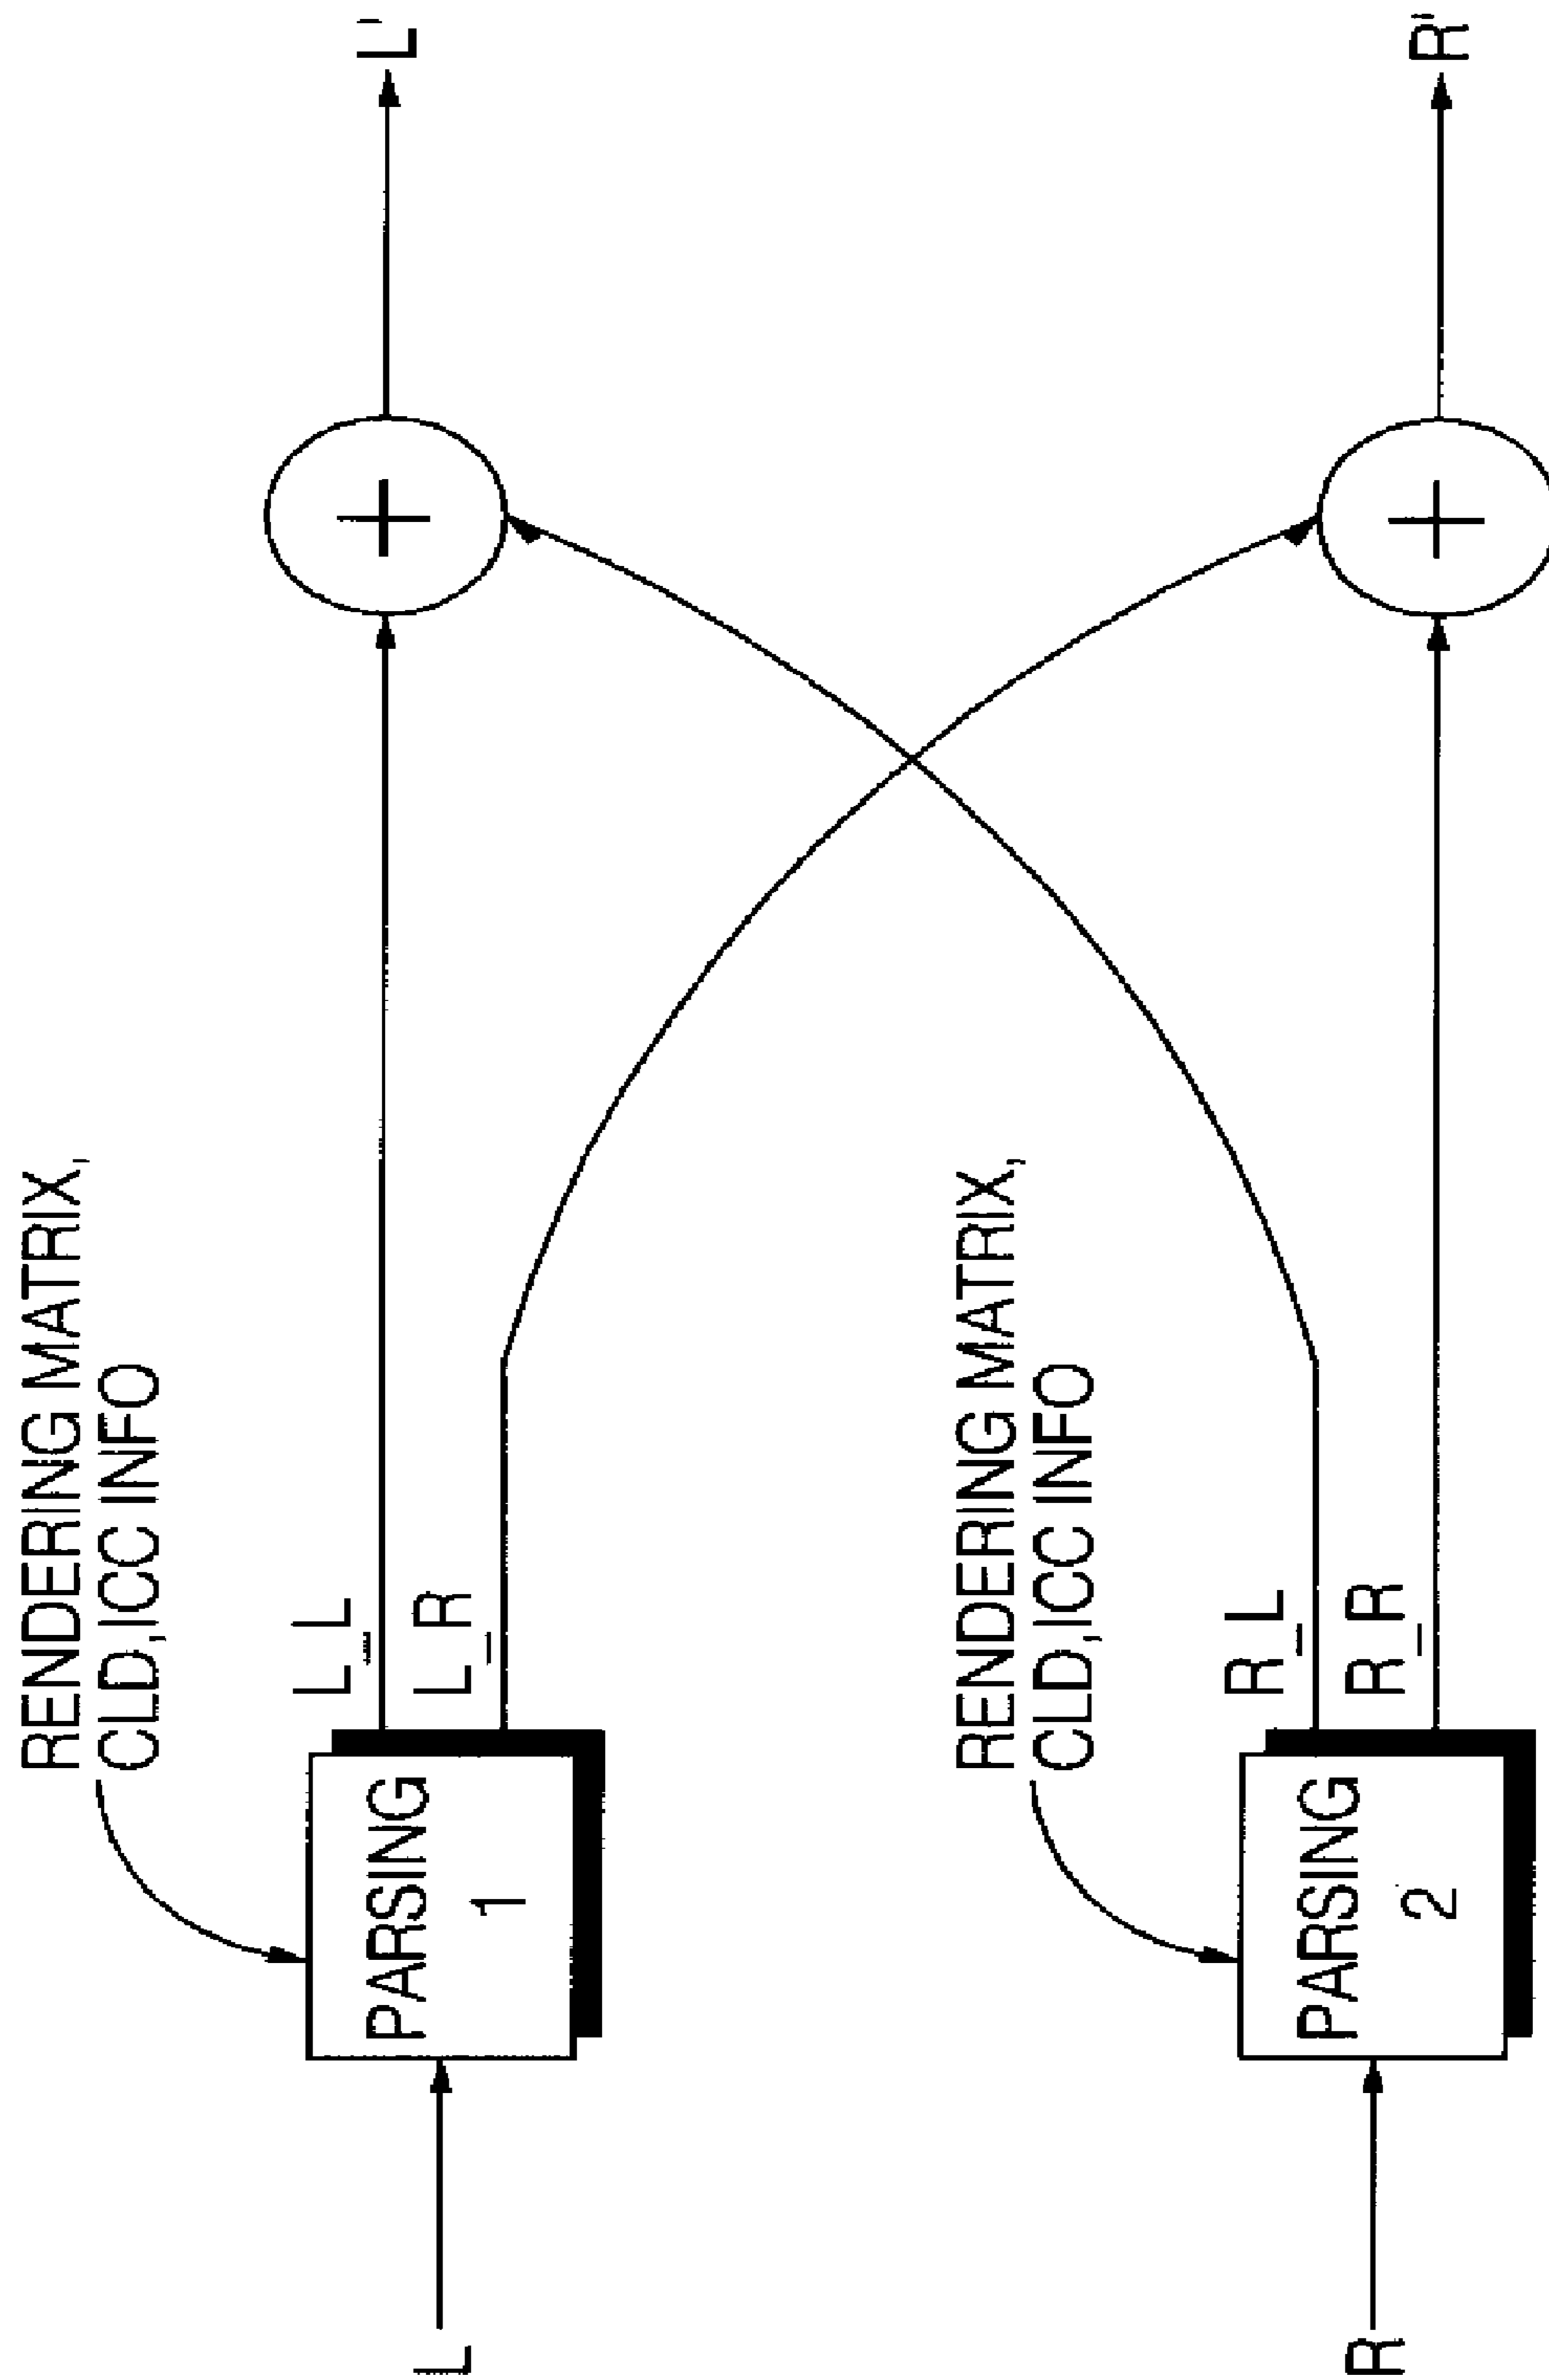 RENDERING MATRIX,
CLD,ICC INFO
L
PARSING
1
L_L
L_R
+
L'
RENDERING MATRIX,
CLD,ICC INFO
R
PARSING
2
R_L
R_R
+
R'